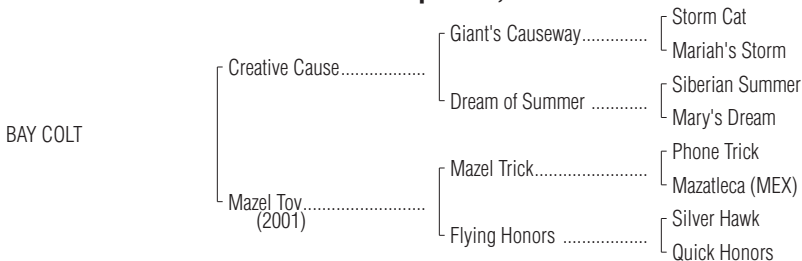 Storm Cat
Giant's Causeway..............
Mariah's Storm
Creative Cause..................
Siberian Summer
Dream of Summer ............
Mary's Dream
BAY COLT
Phone Trick
Mazel Trick........................
Mazatleca (MEX)
Mazel Tov..........................
(2001)
Silver Hawk
Flying Honors ..................
Quick Honors